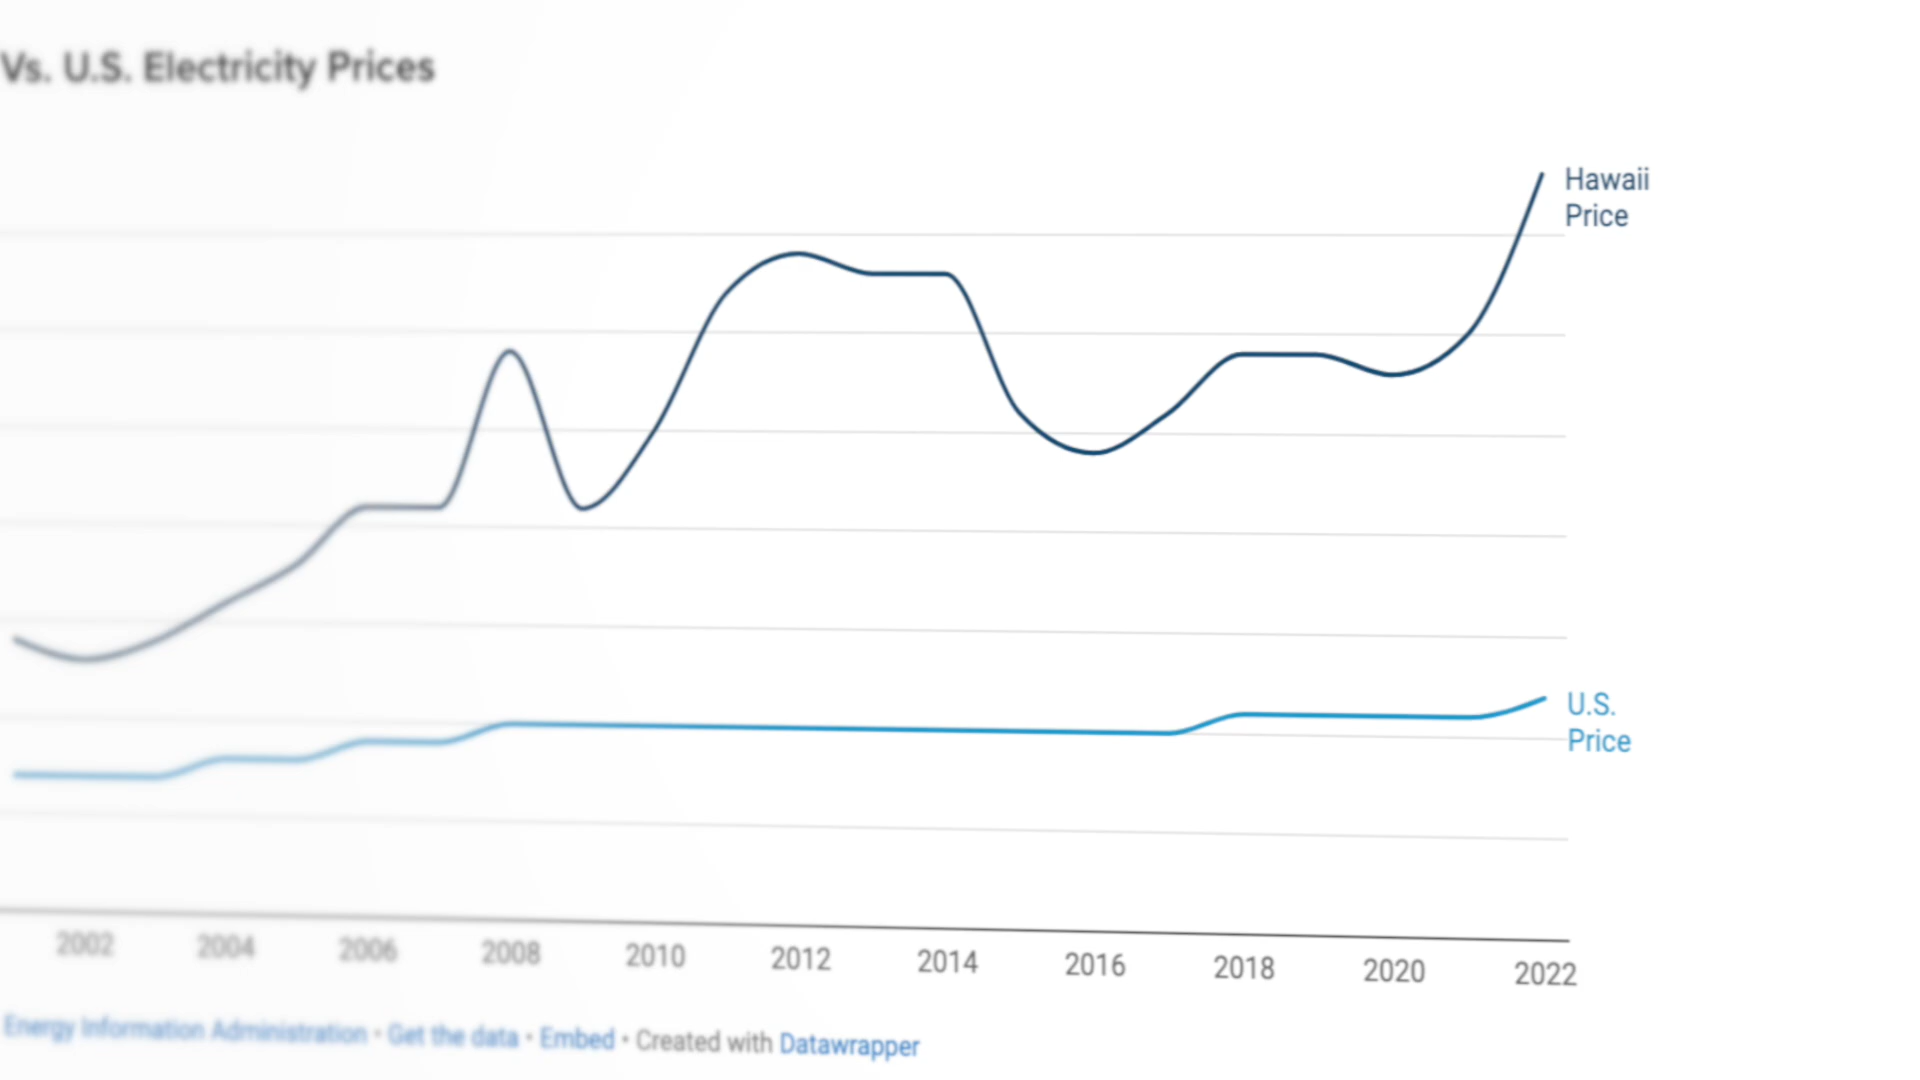 Vs. U.S. Electricity Prices
Hawaii
Price
U.S.
Price
2002 2004 2006 2008 2010 2012 2014 2016 2018 2020 2022
Energy Information Administration • Get the data • Embed • Created with Datawrapper